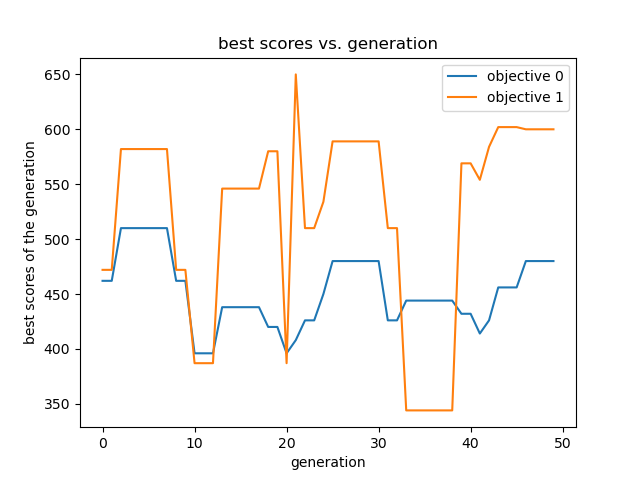 best scores vs. generation
objective 0
objective 1
best scores of the generation
650
600
550
500
450
400
350
0 10 20 30 40 50
generation